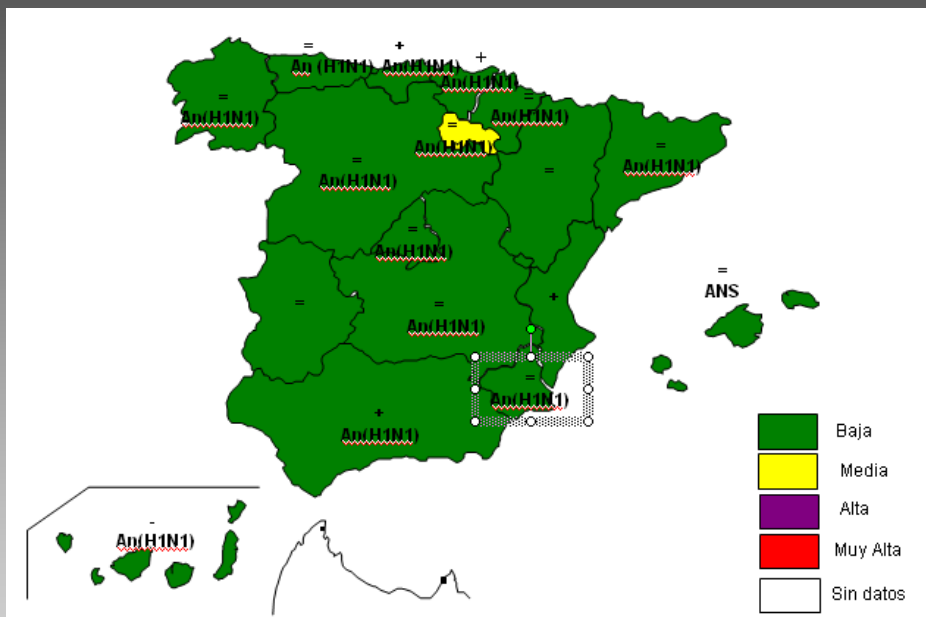 =
An (H1N1)
+
An(H1N1)
+
An(H1N1)
=
An(H1N1)
=
An(H1N1)
=
An(H1N1)
=
An(H1N1)
=
=
An(H1N1)
=
An(H1N1)
=
=
An(H1N1)
+
=
ANS
=
An(H1N1)
+
An(H1N1)
-
An(H1N1)
Baja
Media
Alta
Muy Alta
Sin datos